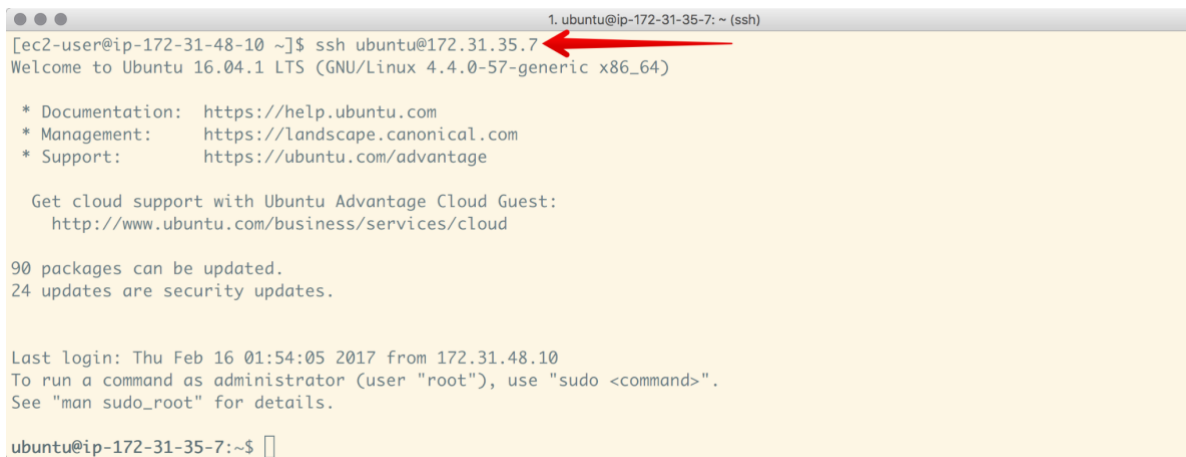 1. ubuntu@ip-172-31-35-7: ~ (ssh)
[ec2-user@ip-172-31-48-10 ~]$ ssh ubuntu@172.31.35.7
Welcome to Ubuntu 16.04.1 LTS (GNU/Linux 4.4.0-57-generic x86_64)
* Documentation:  https://help.ubuntu.com
* Management:     https://landscape.canonical.com
* Support:        https://ubuntu.com/advantage
Get cloud support with Ubuntu Advantage Cloud Guest:
http://www.ubuntu.com/business/services/cloud
90 packages can be updated.
24 updates are security updates.
Last login: Thu Feb 16 01:54:05 2017 from 172.31.48.10
To run a command as administrator (user "root"), use "sudo <command>".
See "man sudo_root" for details.
ubuntu@ip-172-31-35-7:~$